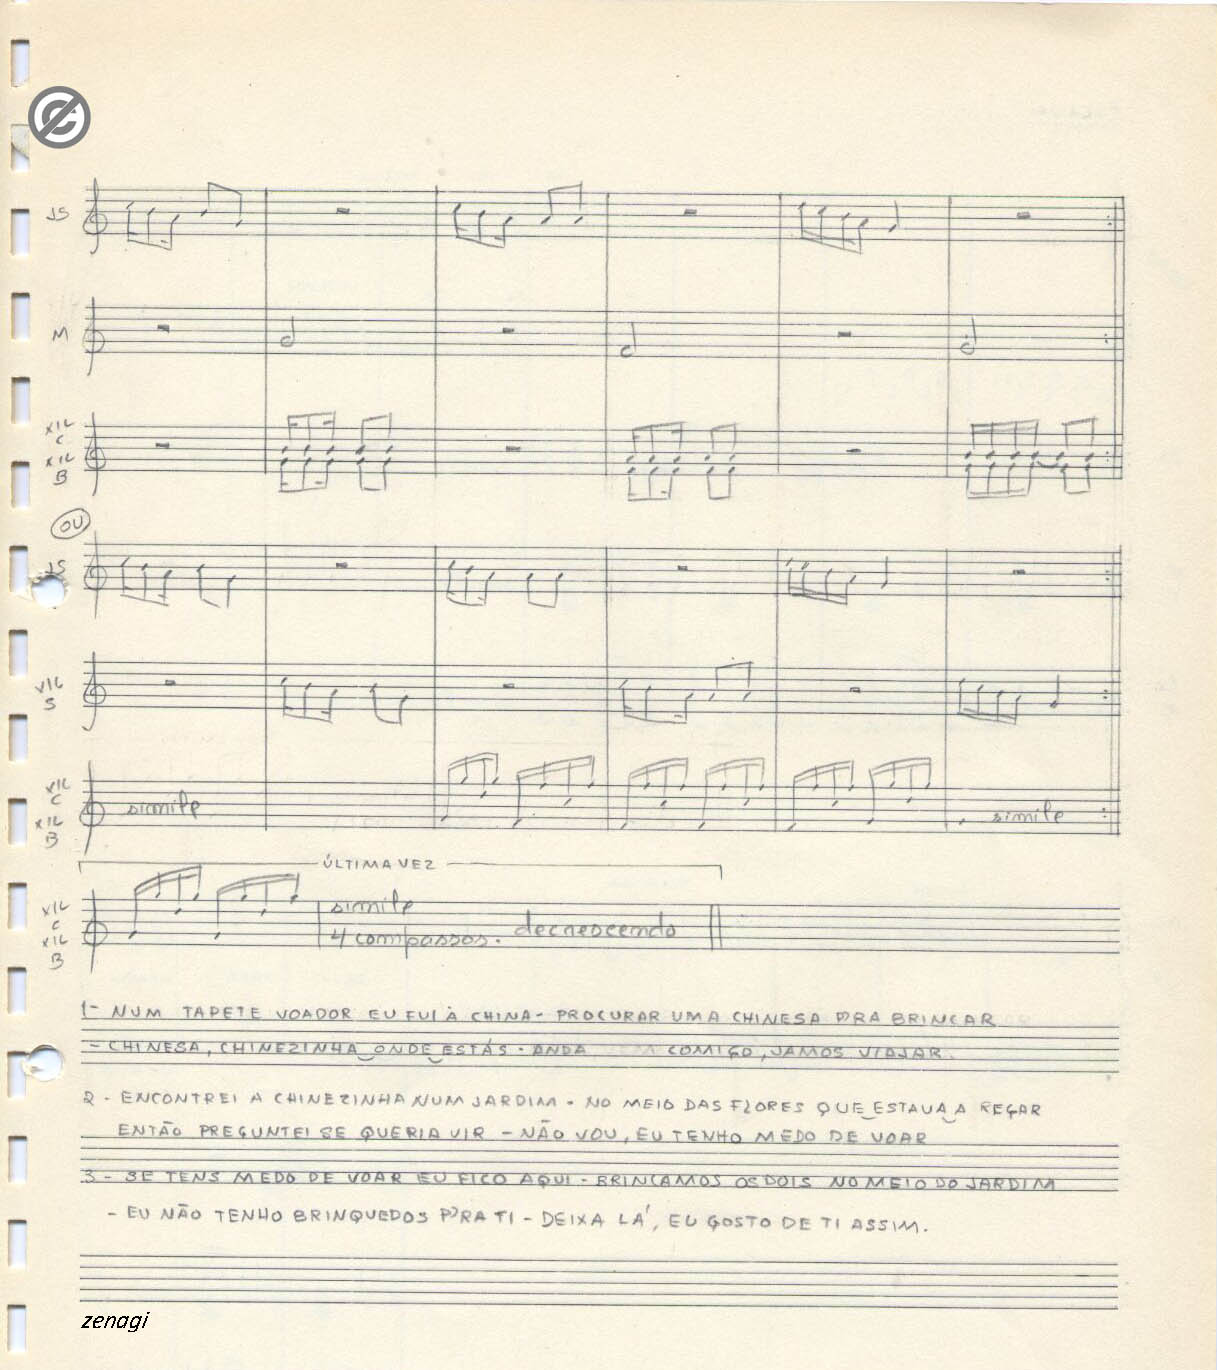 JS
M
XIL
C
XIL
B
OU
JS
XIL
S
XIL
C
XIL
B
simile
simile
ÚLTIMA VEZ
XIL
C
XIL
B
simile
4 compassos. decrescendo
1- NUM TAPETE VOADOR EU FUI À CHINA - PROCURAR UMA CHINESA P'RA BRINCAR
- CHINESA, CHINEZINHA ONDE ESTÁS - ANDA VEM COMIGO, VAMOS VIAJAR.
2 - ENCONTREI A CHINEZINHA NUM JARDIM - NO MEIO DAS FLORES QUE ESTAVA A REGAR
ENTÃO PREGUNTEI SE QUERIA VIR - NÃO VOU, EU TENHO MEDO DE VOAR
3 - SE TENS MEDO DE VOAR EU FICO AQUI - BRINCAMOS OS DOIS NO MEIO DO JARDIM
- EU NÃO TENHO BRINQUEDOS P'RA TI - DEIXA LÁ, EU GOSTO DE TI ASSIM.
zenagi